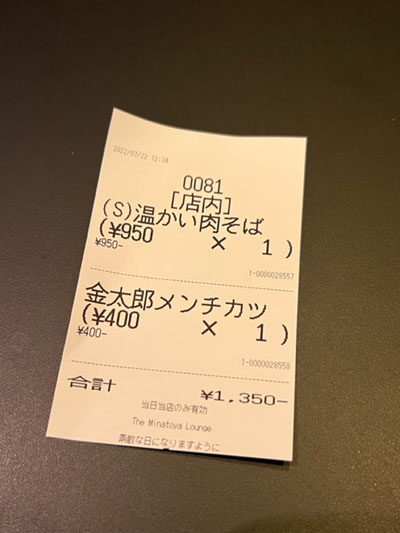 2022/07/22 12:14
0081
[店内]
(S)温かい肉そば
(¥950 × 1)
¥950-
1-0000028557
金太郎メンチカツ
(¥400 × 1)
¥400-
1-0000028558
合計 ¥1,350-
当日当店のみ有効
The Minatoya Lounge
素敵な日になりますように